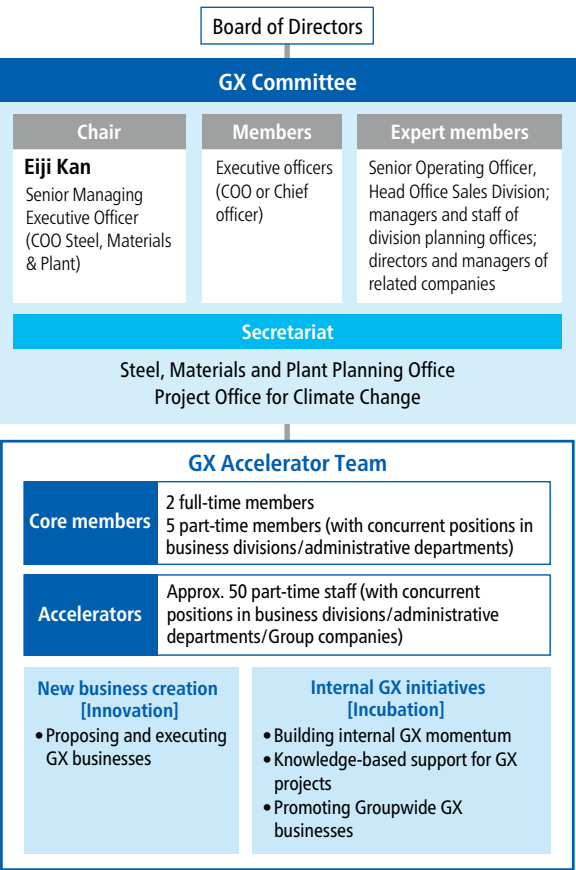 Board of Directors
GX Committee
Chair
Eiji Kan
Senior Managing
Executive Officer
(COO Steel, Materials
& Plant)
Members
Executive officers
(COO or Chief
officer)
Expert members
Senior Operating Officer,
Head Office Sales Division;
managers and staff of
division planning offices;
directors and managers of
related companies
Secretariat
Steel, Materials and Plant Planning Office
Project Office for Climate Change
GX Accelerator Team
Core members
2 full-time members
5 part-time members (with concurrent positions in
business divisions/administrative departments)
Accelerators
Approx. 50 part-time staff (with concurrent
positions in business divisions/administrative
departments/Group companies)
New business creation
[Innovation]
• Proposing and executing
GX businesses
Internal GX initiatives
[Incubation]
• Building internal GX momentum
• Knowledge-based support for GX
projects
• Promoting Groupwide GX
businesses